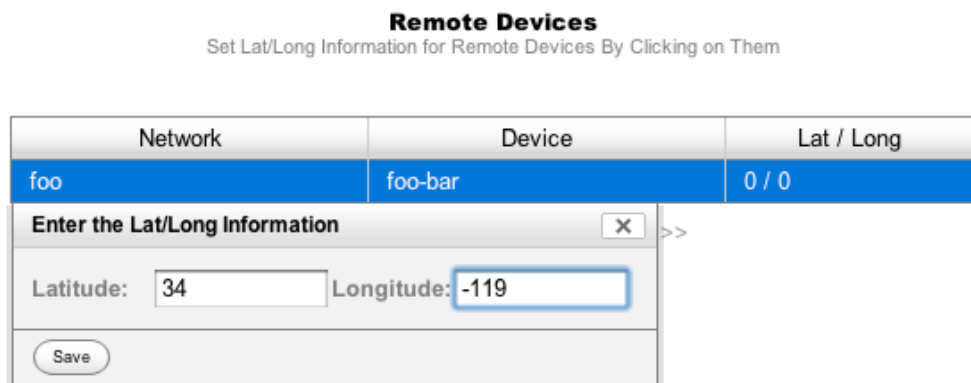 Remote Devices
Set Lat/Long Information for Remote Devices By Clicking on Them
Network Device Lat / Long
foo foo-bar 0 / 0
Enter the Lat/Long Information
>>
Latitude: 34 Longitude: -119
Save